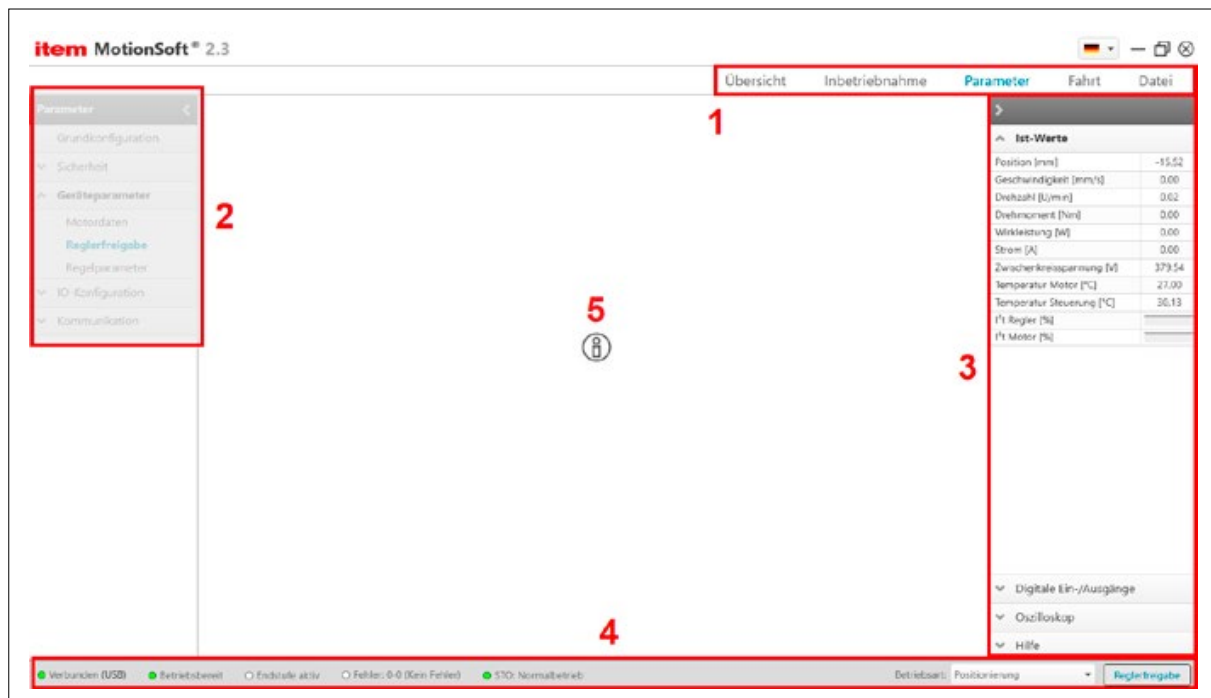 item MotionSoft® 2.3
Übersicht Inbetriebnahme Parameter Fahrt Datei
1
Parameter
Grundkonfiguration
Sicherheit
Geräteparameter
Motordaten
Reglerfreigabe
Regelparameter
IO-Konfiguration
Kommunikation
2
5
3
Ist-Werte
Position [mm] -15,52
Geschwindigkeit [mm/s] 0.00
Drehzahl [U/min] 0.02
Drehmoment [Nm] 0.00
Wirkleistung [W] 0.00
Strom [A] 0.00
Zwischenkreisspannung [V] 379.54
Temperatur Motor [°C] 27,00
Temperatur Steuerung [°C] 30,13
I²t Regler [%]
I²t Motor [%]
Digitale Ein-/Ausgänge
Oszilloskop
Hilfe
4
Verbunden (USB) Betriebsbereit Endstufe aktiv Fehler: 0-0 (Kein Fehler) STO: Normalbetrieb Betriebsart: Positionierung Reglerfreigabe